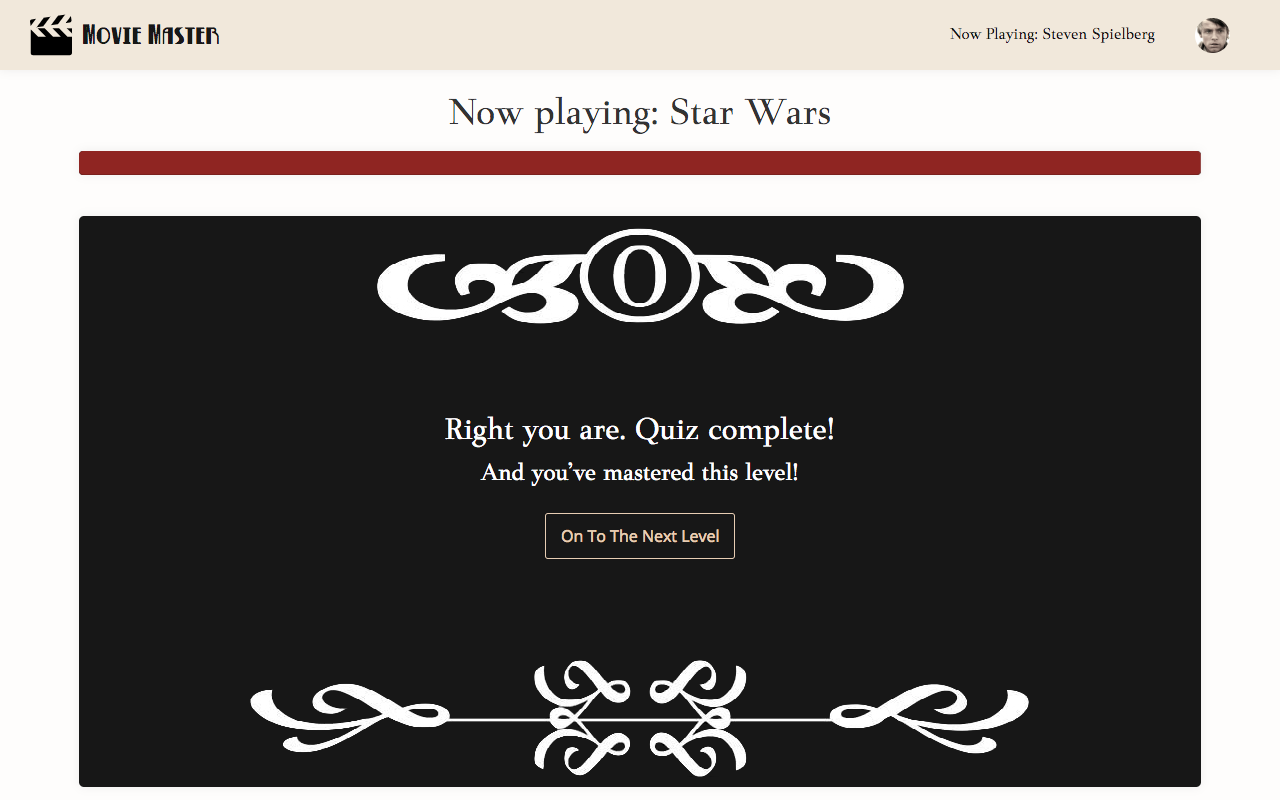 Movie Master
Now Playing: Steven Spielberg
Now playing: Star Wars
0
Right you are. Quiz complete!
And you’ve mastered this level!
On To The Next Level